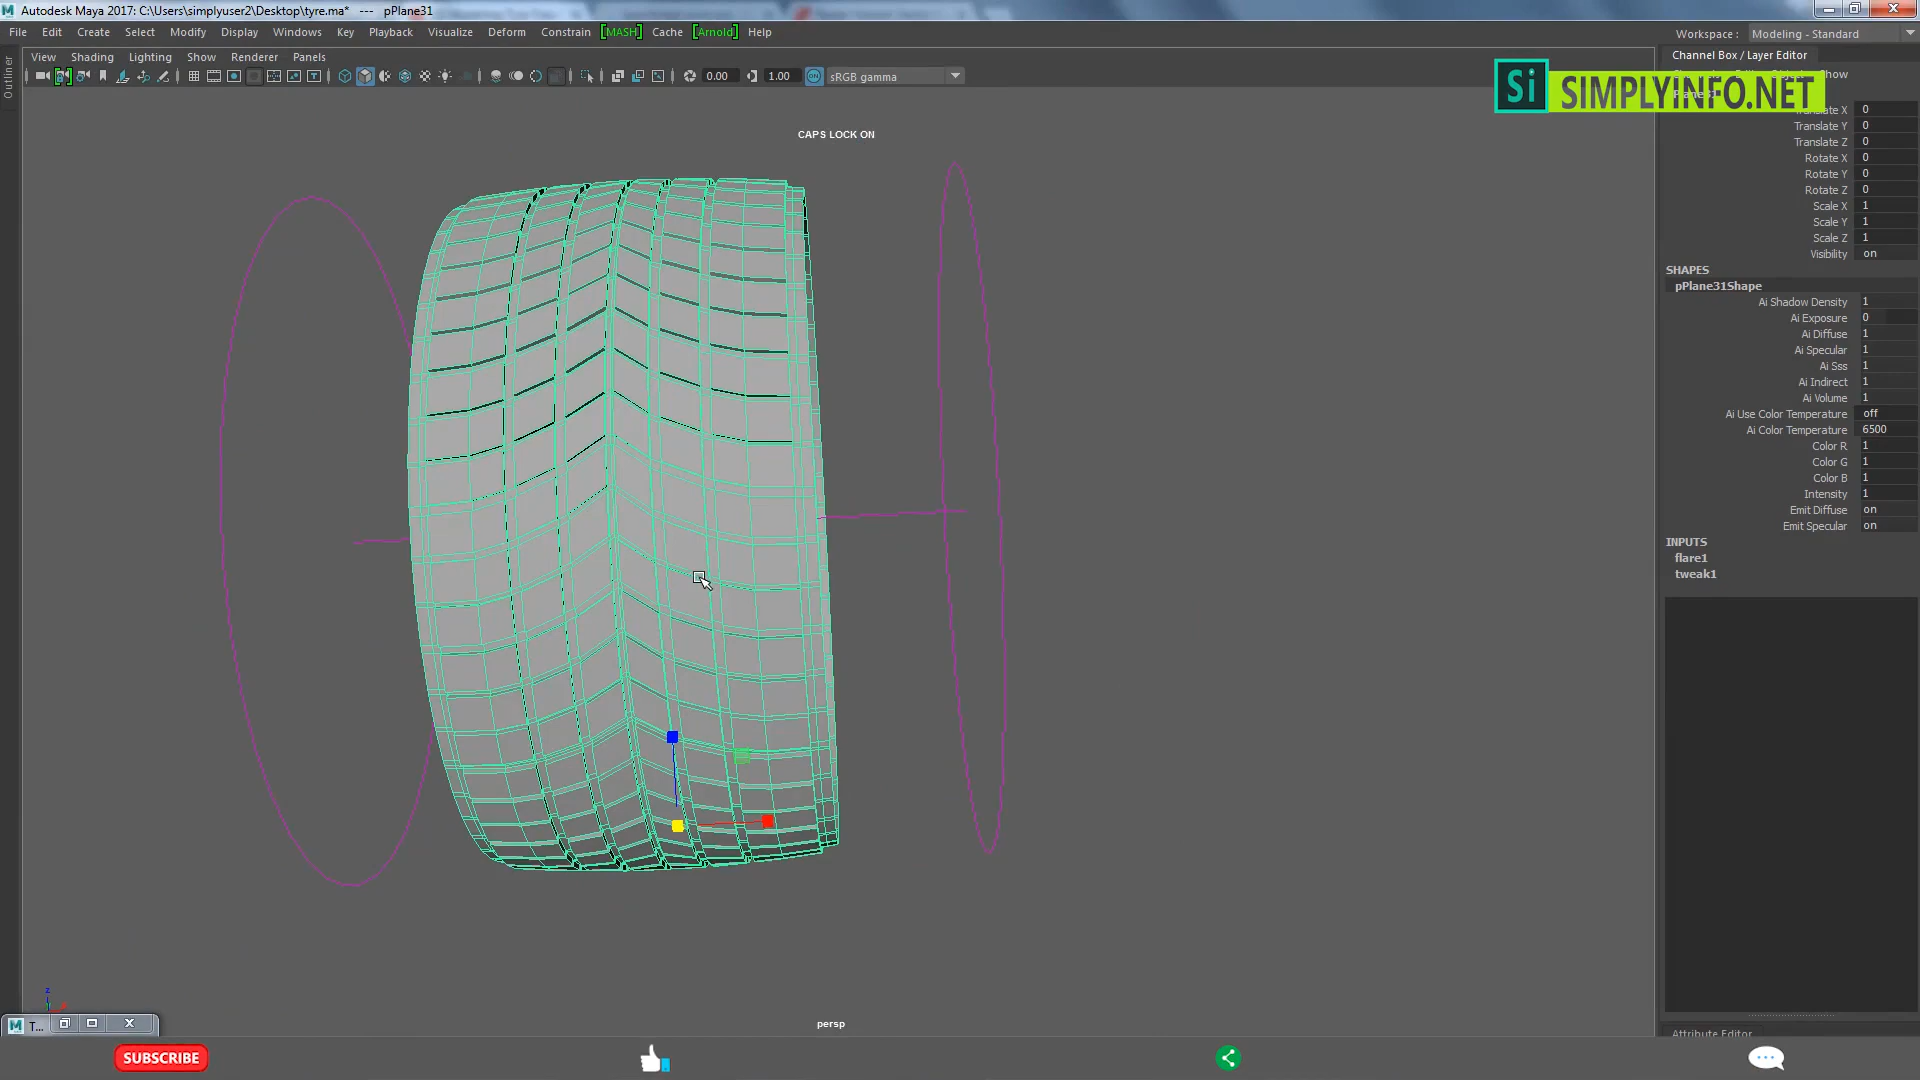 Autodesk Maya 2017: C:\Users\simplyuser2\Desktop\tyre.ma* --- pPlane31
File Edit Create Select Modify Display Windows Key Playback Visualize Deform Constrain [MASH] Cache [Arnold] Help
Workspace : Modeling - Standard
Outliner
View Shading Lighting Show Renderer Panels
0.00 1.00 ON sRGB gamma
CAPS LOCK ON
Channel Box / Layer Editor
Show
Si SIMPLYINFO.NET
Translate X 0
Translate Y 0
Translate Z 0
Rotate X 0
Rotate Y 0
Rotate Z 0
Scale X 1
Scale Y 1
Scale Z 1
Visibility on
SHAPES
pPlane31Shape
Ai Shadow Density 1
Ai Exposure 0
Ai Diffuse 1
Ai Specular 1
Ai Sss 1
Ai Indirect 1
Ai Volume 1
Ai Use Color Temperature off
Ai Color Temperature 6500
Color R 1
Color G 1
Color B 1
Intensity 1
Emit Diffuse on
Emit Specular on
INPUTS
flare1
tweak1
z
persp
M T...
Attribute Editor
SUBSCRIBE